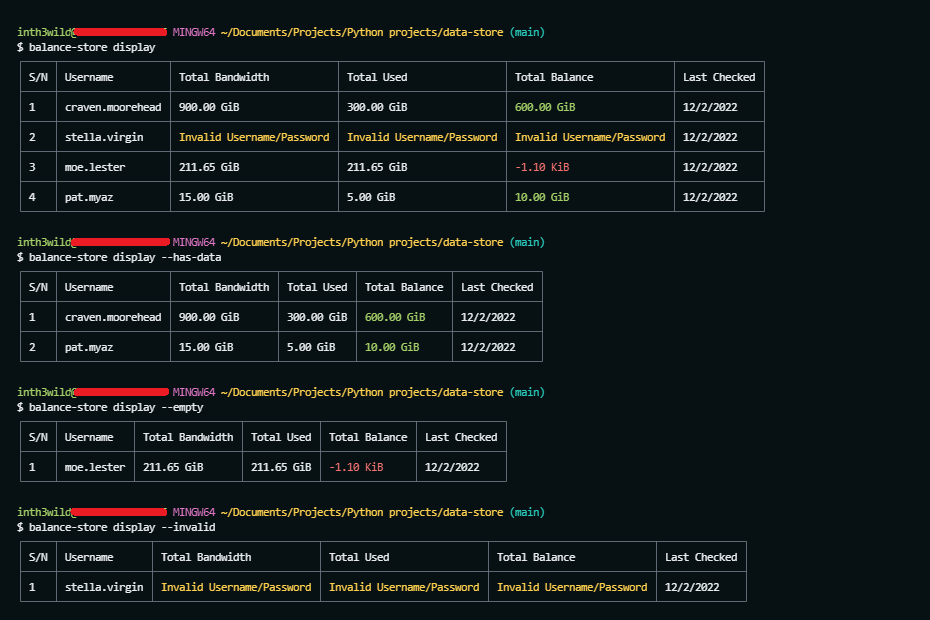 inth3wild@ MINGW64 ~/Documents/Projects/Python projects/data-store (main)
$ balance-store display
S/N Username Total Bandwidth Total Used Total Balance Last Checked
1 craven.moorehead 900.00 GiB 300.00 GiB 600.00 GiB 12/2/2022
2 stella.virgin Invalid Username/Password Invalid Username/Password Invalid Username/Password 12/2/2022
3 moe.lester 211.65 GiB 211.65 GiB -1.10 KiB 12/2/2022
4 pat.myaz 15.00 GiB 5.00 GiB 10.00 GiB 12/2/2022
inth3wild@ MINGW64 ~/Documents/Projects/Python projects/data-store (main)
$ balance-store display --has-data
S/N Username Total Bandwidth Total Used Total Balance Last Checked
1 craven.moorehead 900.00 GiB 300.00 GiB 600.00 GiB 12/2/2022
2 pat.myaz 15.00 GiB 5.00 GiB 10.00 GiB 12/2/2022
inth3wild@ MINGW64 ~/Documents/Projects/Python projects/data-store (main)
$ balance-store display --empty
S/N Username Total Bandwidth Total Used Total Balance Last Checked
1 moe.lester 211.65 GiB 211.65 GiB -1.10 KiB 12/2/2022
inth3wild@ MINGW64 ~/Documents/Projects/Python projects/data-store (main)
$ balance-store display --invalid
S/N Username Total Bandwidth Total Used Total Balance Last Checked
1 stella.virgin Invalid Username/Password Invalid Username/Password Invalid Username/Password 12/2/2022